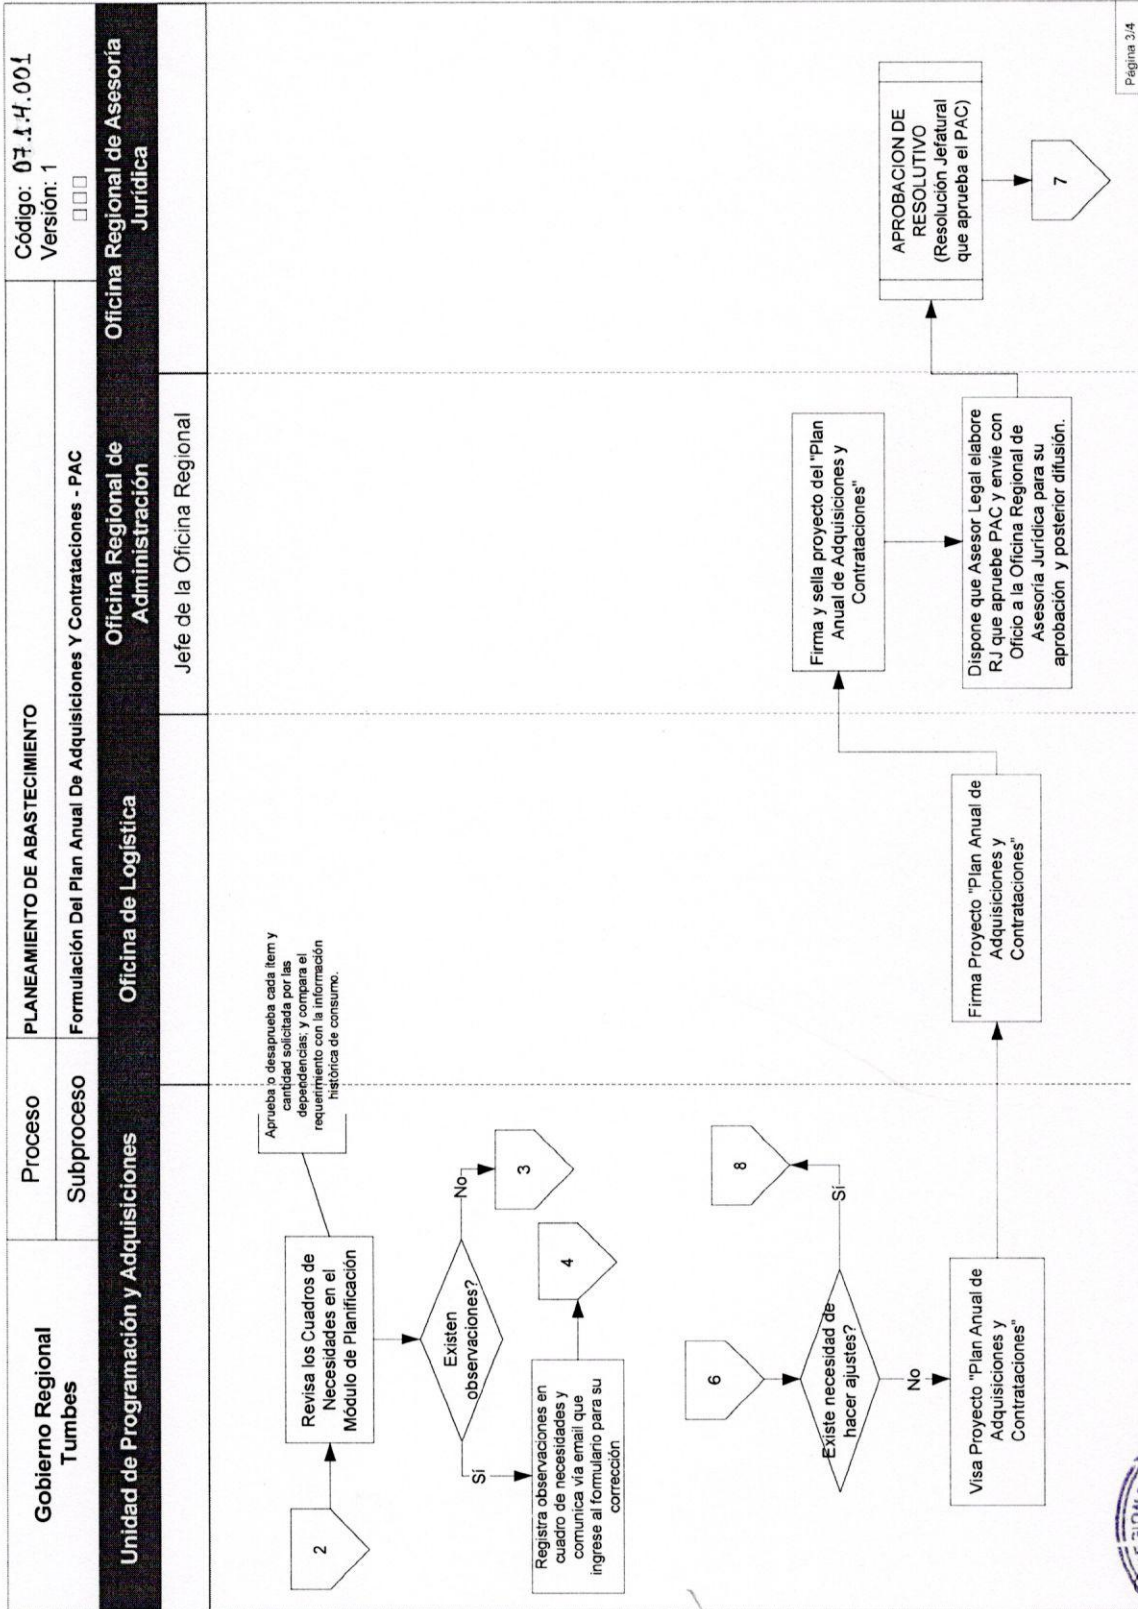 Gobierno Regional
Tumbes
Proceso
PLANEAMIENTO DE ABASTECIMIENTO
Código: 07.14.001
Versión: 1
Subproceso
Formulación Del Plan Anual De Adquisiciones Y Contrataciones - PAC
Unidad de Programación y Adquisiciones
Oficina de Logística
Oficina Regional de
Administración
Oficina Regional de Asesoría
Jurídica
Jefe de la Oficina Regional
2
Revisa los Cuadros de
Necesidades en el
Módulo de Planificación
Aprueba o desaprueba cada ítem y
cantidad solicitada por las
dependencias; y compara el
requerimiento con la información
histórica de consumo.
Existen
observaciones?
No
3
Sí
Registra observaciones en
cuadro de necesidades y
comunica vía email que
ingrese al formulario para su
corrección
4
6
Existe necesidad de
hacer ajustes?
Sí
8
No
Visa Proyecto "Plan Anual de
Adquisiciones y
Contrataciones"
Firma Proyecto "Plan Anual de
Adquisiciones y
Contrataciones"
Firma y sella proyecto del "Plan
Anual de Adquisiciones y
Contrataciones"
Dispone que Asesor Legal elabore
RJ que apruebe PAC y envíe con
Oficio a la Oficina Regional de
Asesoría Jurídica para su
aprobación y posterior difusión.
APROBACION DE
RESOLUTIVO
(Resolución Jefatural
que aprueba el PAC)
7
Página 3/4